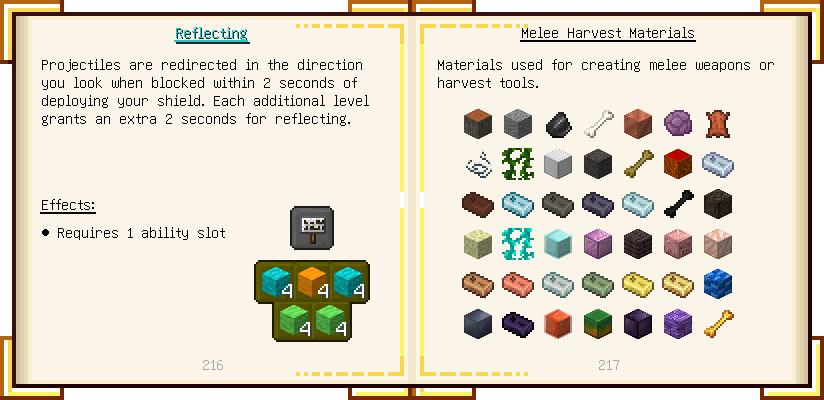 Reflecting
Projectiles are redirected in the direction
you look when blocked within 2 seconds of
deploying your shield. Each additional level
grants an extra 2 seconds for reflecting.
Effects:
• Requires 1 ability slot
4 4 4
4 4
216
Melee Harvest Materials
Materials used for creating melee weapons or
harvest tools.
217